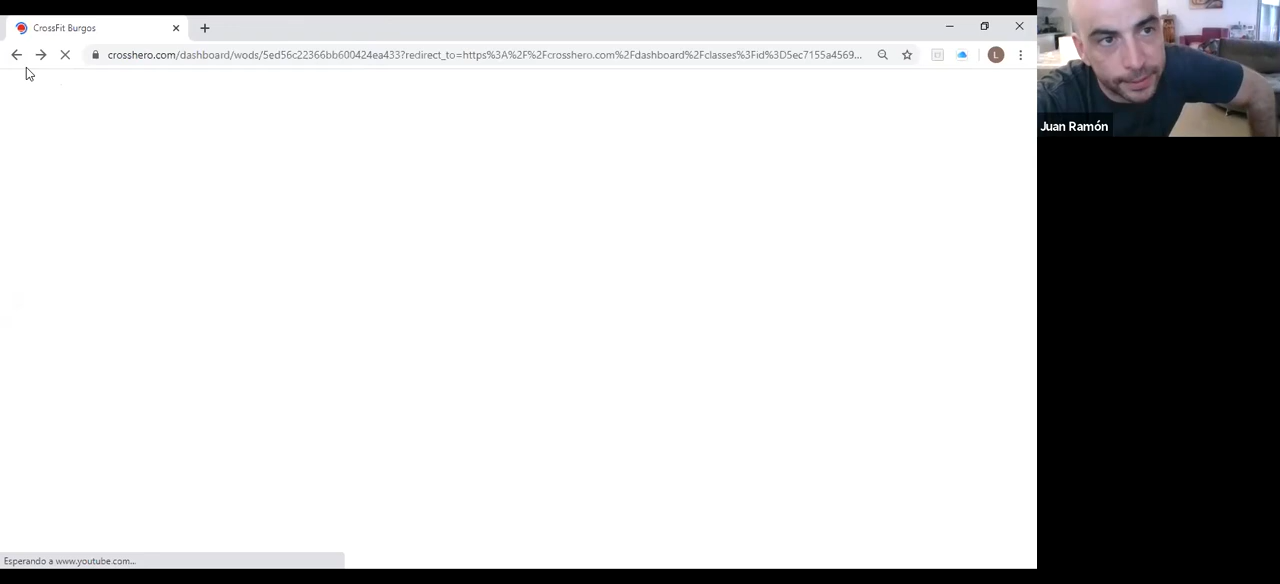 CrossFit Burgos
crosshero.com/dashboard/wods/5ed56c22366bb600424ea433?redirect_to=https%3A%2F%2Fcrosshero.com%2Fdashboard%2Fclasses%3Fid%3D5ec7155a4569...
L
Juan Ramón
Esperando a www.youtube.com...